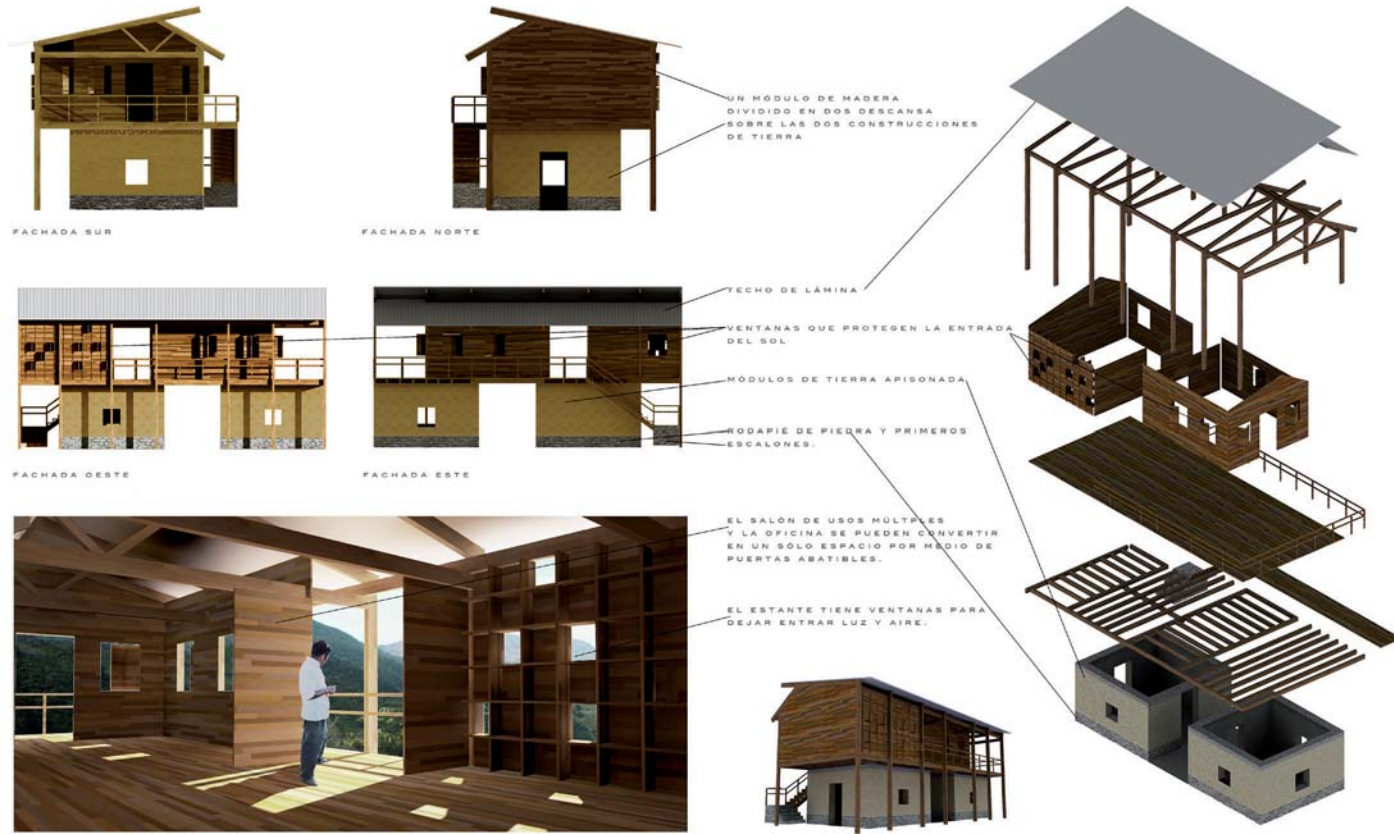 UN MÓDULO DE MADERA
DIVIDIDO EN DOS DESCANSA
SOBRE LAS DOS CONSTRUCCIONES
DE TIERRA
FACHADA SUR
FACHADA NORTE
TECHO DE LÁMINA
VENTANAS QUE PROTEGEN LA ENTRADA
DEL SOL
MÓDULOS DE TIERRA APISONADA
RODAPIÉ DE PIEDRA Y PRIMEROS
ESCALONES.
FACHADA OESTE
FACHADA ESTE
EL SALÓN DE USOS MÚLTPLES
Y LA OFICINA SE PUEDEN CONVERTIR
EN UN SÓLO ESPACIO POR MEDIO DE
PUERTAS ABATIBLES.
EL ESTANTE TIENE VENTANAS PARA
DEJAR ENTRAR LUZ Y AIRE.